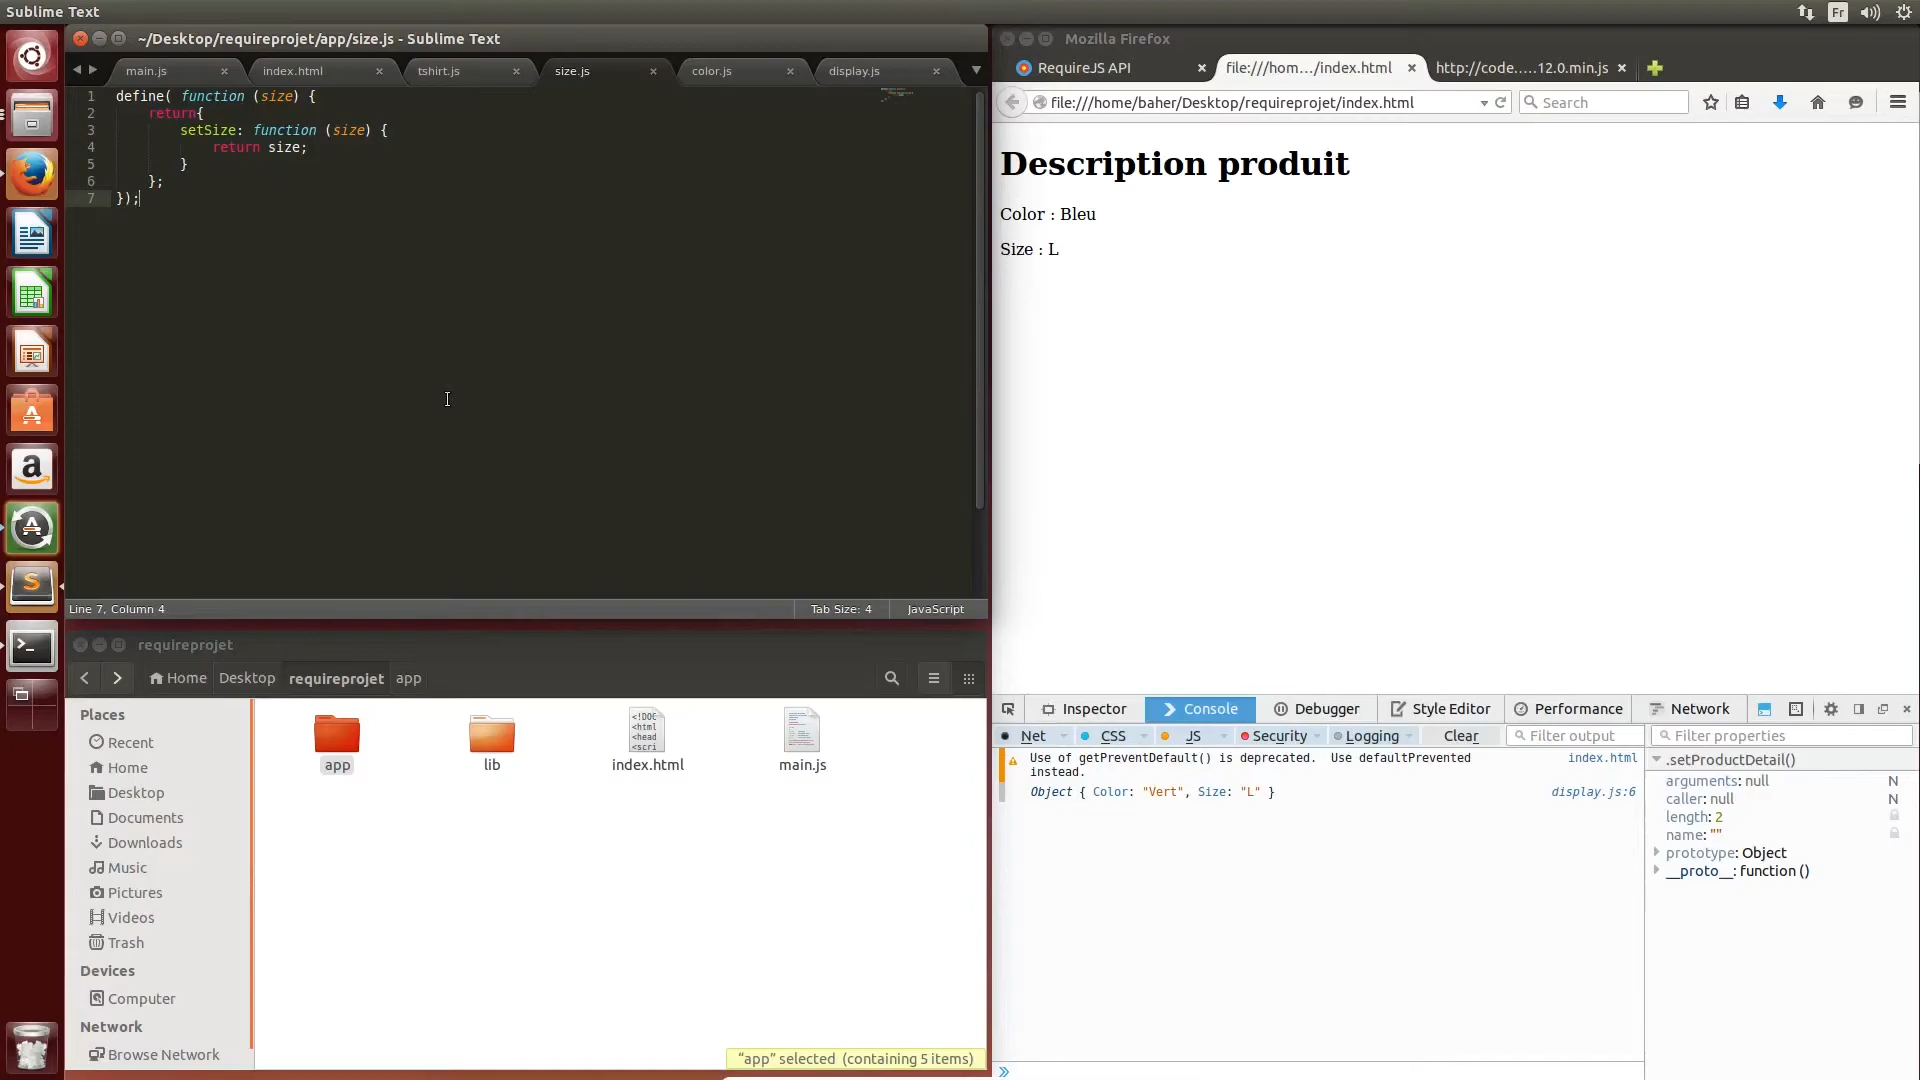 Sublime Text
Fr
~/Desktop/requireprojet/app/size.js - Sublime Text
main.js
index.html
tshirt.js
size.js
color.js
display.js
1 define( function (size) {
2 return{
3 setSize: function (size) {
4 return size;
5 }
6 };
7 });
Line 7, Column 4
Tab Size: 4
JavaScript
Mozilla Firefox
RequireJS API
file:///hom…/index.html
http://code.....12.0.min.js
file:///home/baher/Desktop/requireprojet/index.html
Search
Description produit
Color : Bleu
Size : L
requireprojet
Home
Desktop
requireprojet
app
Places
Recent
Home
Desktop
Documents
Downloads
Music
Pictures
Videos
Trash
Devices
Computer
Network
Browse Network
app
lib
<!DOC
<html
<head
<scri
index.html
main.js
“app” selected (containing 5 items)
Inspector
Console
Debugger
Style Editor
Performance
Network
Net
CSS
JS
Security
Logging
Clear
Filter output
Filter properties
Use of getPreventDefault() is deprecated. Use defaultPrevented
instead.
index.html
Object { Color: "Vert", Size: "L" }
display.js:6
.setProductDetail()
arguments: null N
caller: null N
length: 2
name: ""
prototype: Object
__proto__: function ()